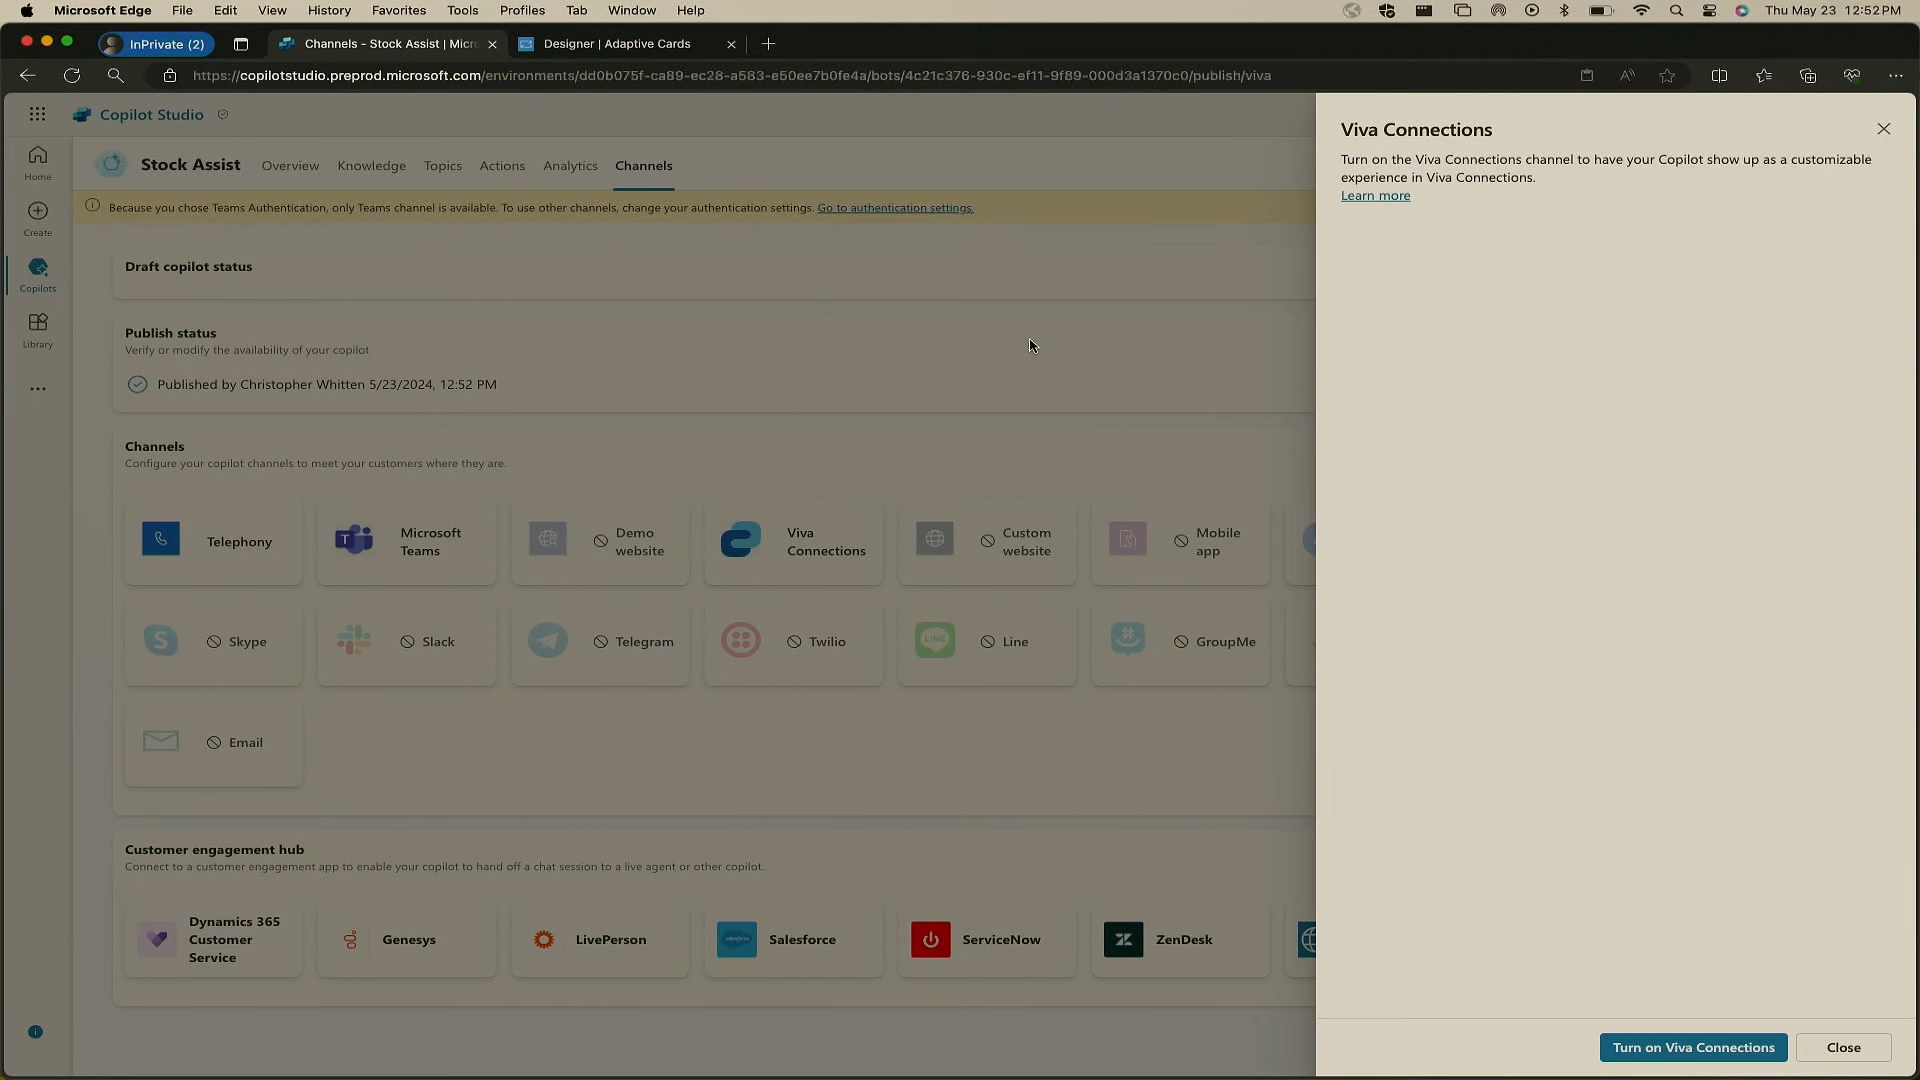 Microsoft Edge File Edit View History Favorites Tools Profiles Tab Window Help Thu May 23 12:52 PM
InPrivate (2) Channels - Stock Assist | Micr Designer | Adaptive Cards
https://copilotstudio.preprod.microsoft.com/environments/dd0b075f-ca89-ec28-a583-e50ee7b0fe4a/bots/4c21c376-930c-ef11-9f89-000d3a1370c0/publish/viva
Copilot Studio
Home
Create
Copilots
Library
Stock Assist Overview Knowledge Topics Actions Analytics Channels
Because you chose Teams Authentication, only Teams channel is available. To use other channels, change your authentication settings. Go to authentication settings.
Draft copilot status
Publish status
Verify or modify the availability of your copilot
Published by Christopher Whitten 5/23/2024, 12:52 PM
Channels
Configure your copilot channels to meet your customers where they are.
Telephony
Microsoft
Teams
Demo
website
Viva
Connections
Custom
website
Mobile
app
Skype
Slack
Telegram
Twilio
LINE
Line
GroupMe
Email
Customer engagement hub
Connect to a customer engagement app to enable your copilot to hand off a chat session to a live agent or other copilot.
Dynamics 365
Customer
Service
Genesys
LivePerson
salesforce
Salesforce
ServiceNow
ZenDesk
Viva Connections
Turn on the Viva Connections channel to have your Copilot show up as a customizable
experience in Viva Connections.
Learn more
Turn on Viva Connections
Close